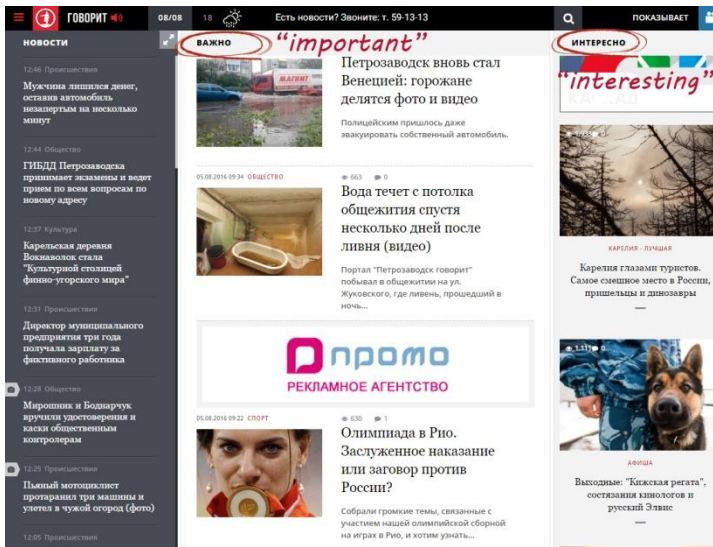 ГОВОРИТ
08/08
18
Есть новости? Звоните: т. 59-13-13
ПОКАЗЫВАЕТ
НОВОСТИ
12:46 Происшествия
Мужчина лишился денег,
оставив автомобиль
незапертым на несколько
минут
12:44 Общество
ГИБДД Петрозаводска
принимает экзамены и ведет
прием по всем вопросам по
новому адресу
12:37 Культура
Карельская деревня
Вокнаволок стала
"Культурной столицей
финно-угорского мира"
12:31 Происшествия
Директор муниципального
предприятия три года
получала зарплату за
фиктивного работника
12:28 Общество
Мирошник и Боднарчук
вручили удостоверения и
каски общественным
контролерам
12:25 Происшествия
Пьяный мотоциклист
протаранил три машины и
улетел в чужой огород (фото)
12:05 Происшествия
ВАЖНО
"important"
МАГНИТ
Петрозаводск вновь стал
Венецией: горожане
делятся фото и видео
Полицейским пришлось даже
эвакуировать собственный автомобиль.
05.08.2016 09:34 ОБЩЕСТВО
663 0
Вода течет с потолка
общежития спустя
несколько дней после
ливня (видео)
Портал "Петрозаводск говорит"
побывал в общежитии на ул.
Жуковского, где ливень, прошедший в
ночь...
промо
РЕКЛАМНОЕ АГЕНТСТВО
05.08.2016 09:22 СПОРТ
630 1
Олимпиада в Рио.
Заслуженное наказание
или заговор против
России?
Собрали громкие темы, связанные с
участием нашей олимпийской сборной
на играх в Рио, и хотим узнать...
ИНТЕРЕСНО
"interesting"
КАРЕЛИЯ - ЛУЧШАЯ
Карелия глазами туристов.
Самое смешное место в России,
пришельцы и динозавры
1,111 0
АФИША
Выходные: "Кижская регата",
состязания кинологов и
русский Элвис